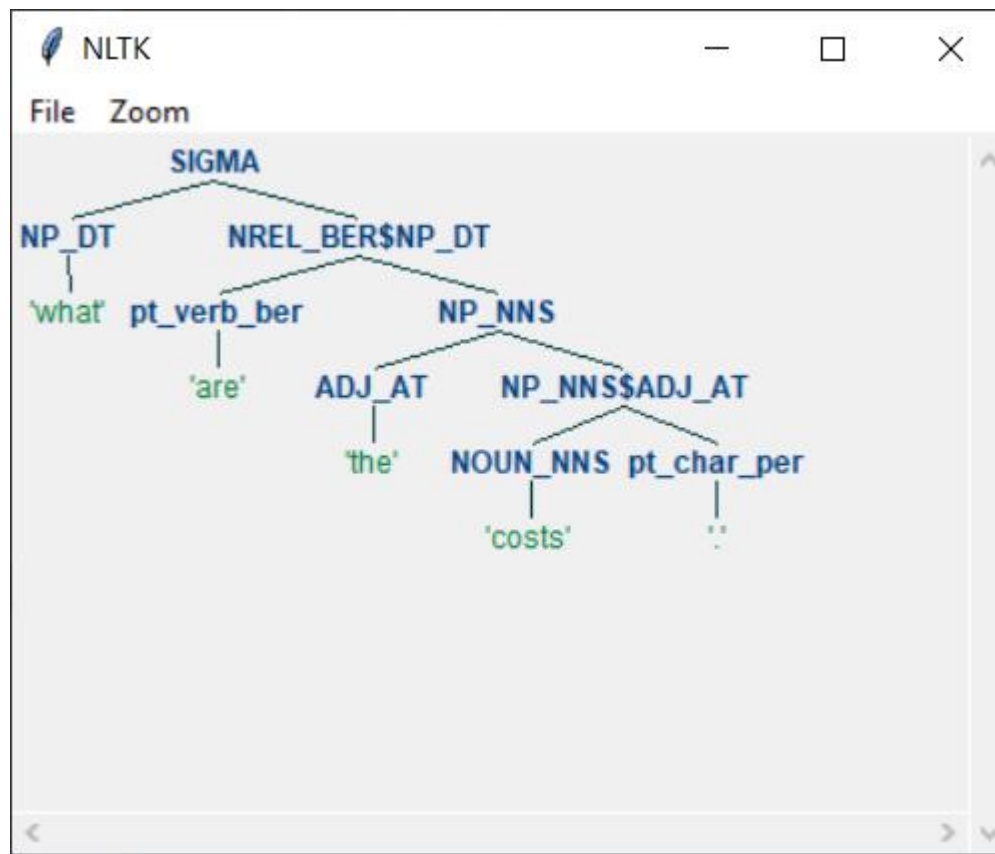 NLTK
File Zoom
SIGMA
NP_DT NREL_BER$NP_DT
'what' pt_verb_ber NP_NNS
'are' ADJ_AT NP_NNS$ADJ_AT
'the' NOUN_NNS pt_char_per
'costs' '.'